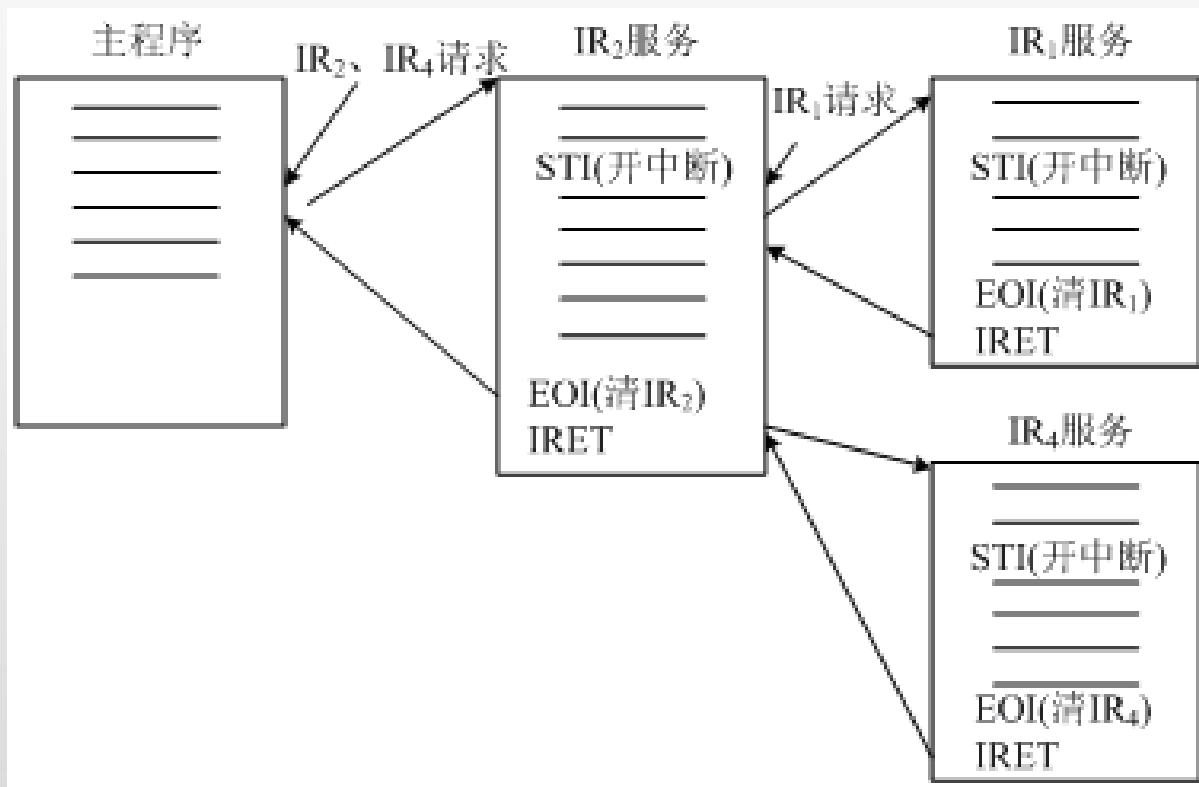 主程序
IR₂、IR₄请求
IR₂服务
STI(开中断)
EOI(清IR₂)
IRET
IR₁请求
IR₁服务
STI(开中断)
EOI(清IR₁)
IRET
IR₄服务
STI(开中断)
EOI(清IR₄)
IRET